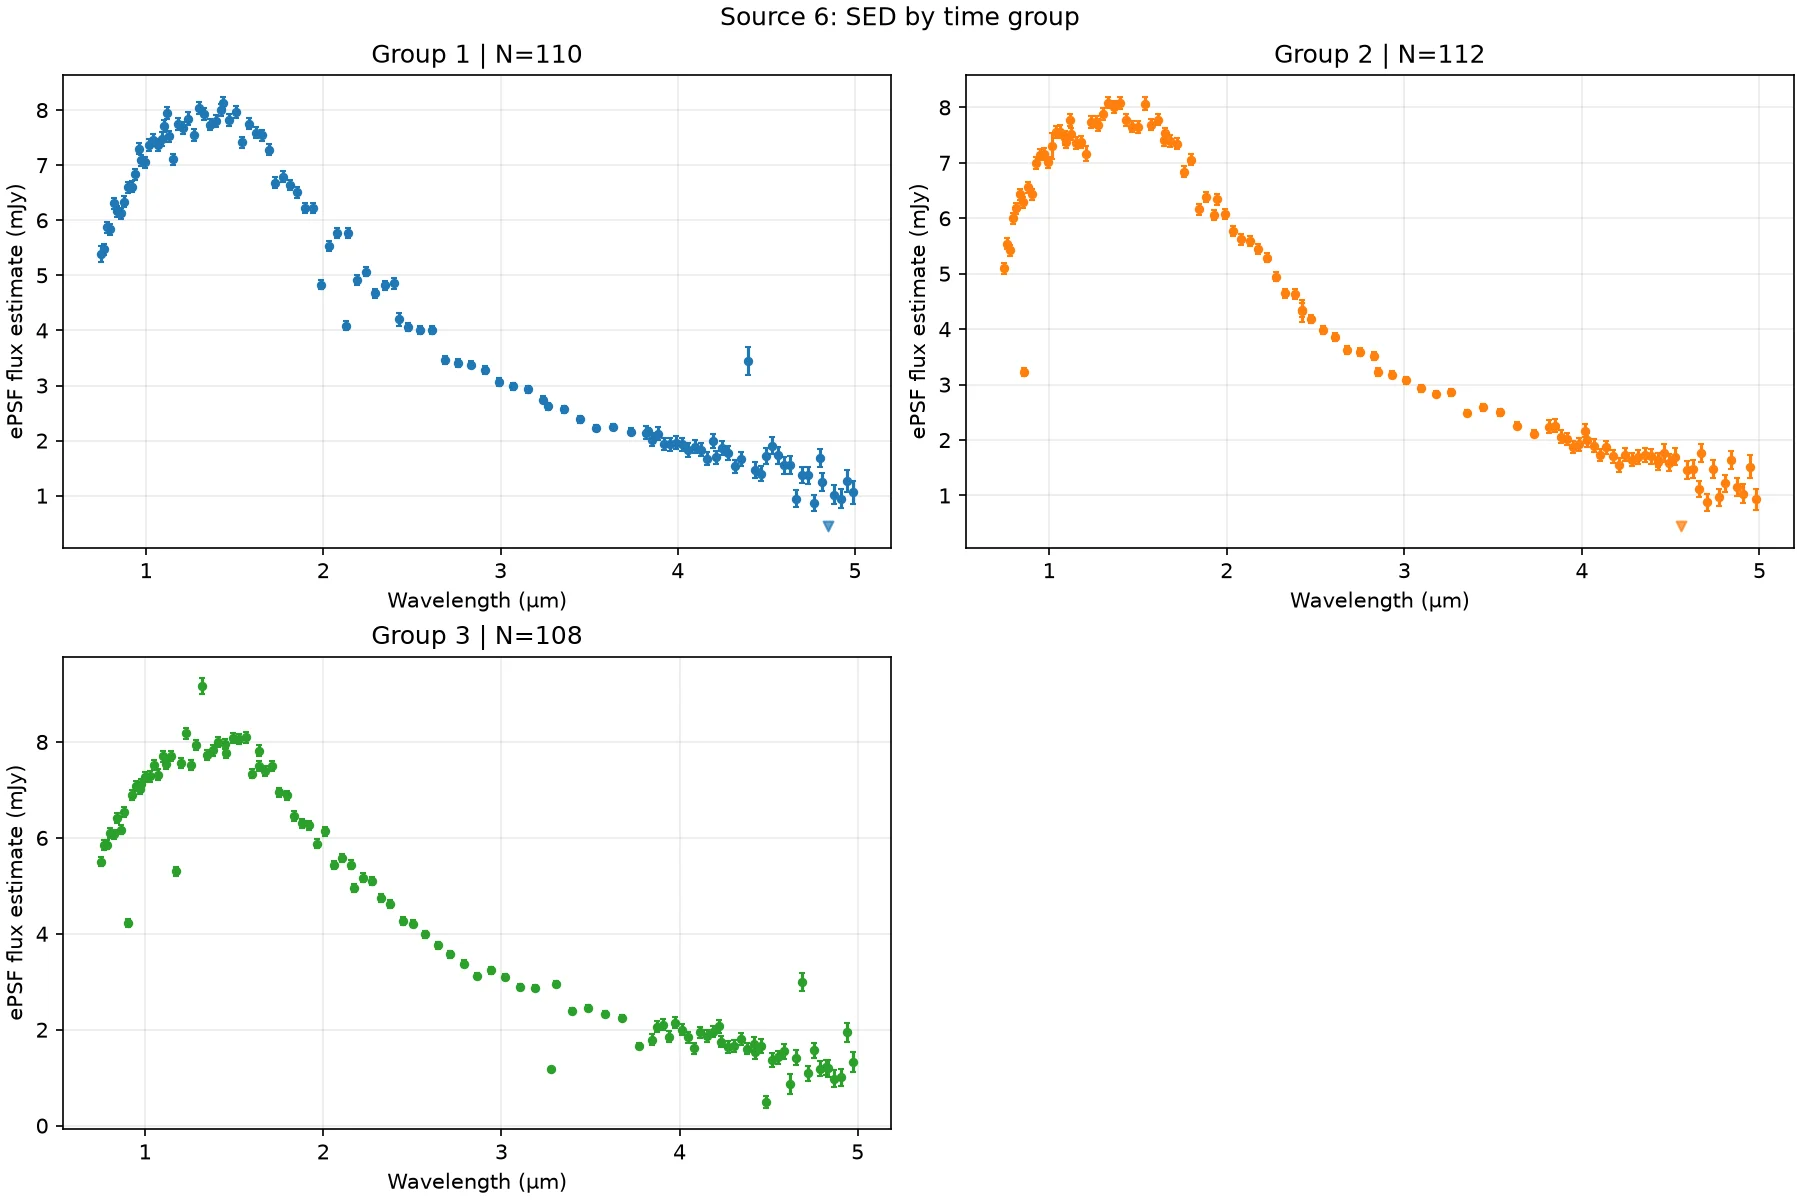 Source 6: SED by time group
Group 1 | N=110
ePSF flux estimate (mJy)
8
7
6
5
4
3
2
1
1 2 3 4 5
Wavelength (µm)
Group 2 | N=112
ePSF flux estimate (mJy)
8
7
6
5
4
3
2
1
1 2 3 4 5
Wavelength (µm)
Group 3 | N=108
ePSF flux estimate (mJy)
8
6
4
2
0
1 2 3 4 5
Wavelength (µm)